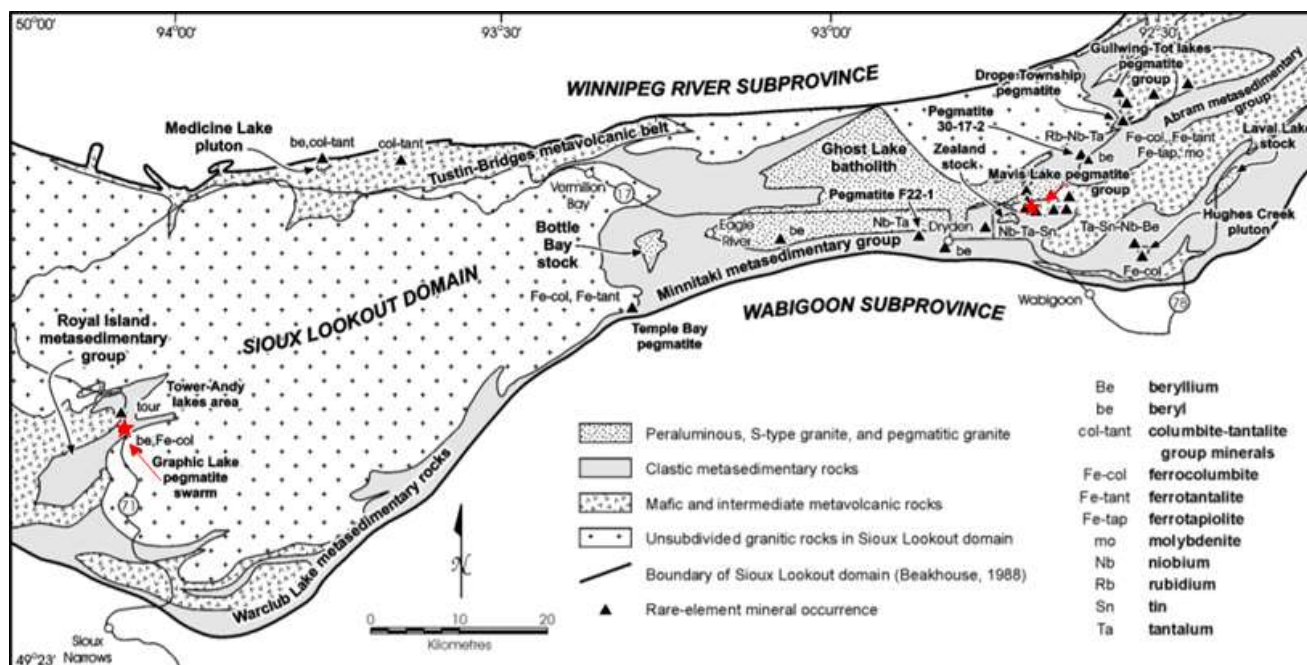 50°00'
94°00'
93°30'
93°00'
92°30'
WINNIPEG RIVER SUBPROVINCE
Gullwing-Tot lakes
pegmatite
group
Drope Township
pegmatite
Abram metasedimentary
group
Medicine Lake
pluton
be,col-tant
col-tant
Tustin-Bridges metavolcanic belt
Pegmatite
30-17-2
Rb-Nb-Ta
Fe-col, Fe-tant
Fe-tap, mo
Laval Lake
stock
Ghost Lake
batholith
Zealand
stock
be
Mavis Lake pegmatite
group
Vermilion
Bay
17
Pegmatite F22-1
Hughes Creek
pluton
Bottle
Bay
stock
Eagle
River
be
Nb-Ta
Dryden
Nb-Ta-Sn
Ta-Sn-Nb-Be
be
Fe-col
Minnitaki metasedimentary group
SIOUX LOOKOUT DOMAIN
Fe-col, Fe-tant
WABIGOON SUBPROVINCE
Wabigoon
78
Temple Bay
pegmatite
Royal Island
metasedimentary
group
Tower-Andy
lakes area
tour
be,Fe-col
Graphic Lake
pegmatite
swarm
71
Warclub Lake metasedimentary rocks
Sioux
Narrows
49°23'
N
0 10 20
Kilometres
Peraluminous, S-type granite, and pegmatitic granite
Clastic metasedimentary rocks
Mafic and intermediate metavolcanic rocks
Unsubdivided granitic rocks in Sioux Lookout domain
Boundary of Sioux Lookout domain (Beakhouse, 1988)
Rare-element mineral occurrence
Be beryllium
be beryl
col-tant columbite-tantalite
group minerals
Fe-col ferrocolumbite
Fe-tant ferrotantalite
Fe-tap ferrotapiolite
mo molybdenite
Nb niobium
Rb rubidium
Sn tin
Ta tantalum